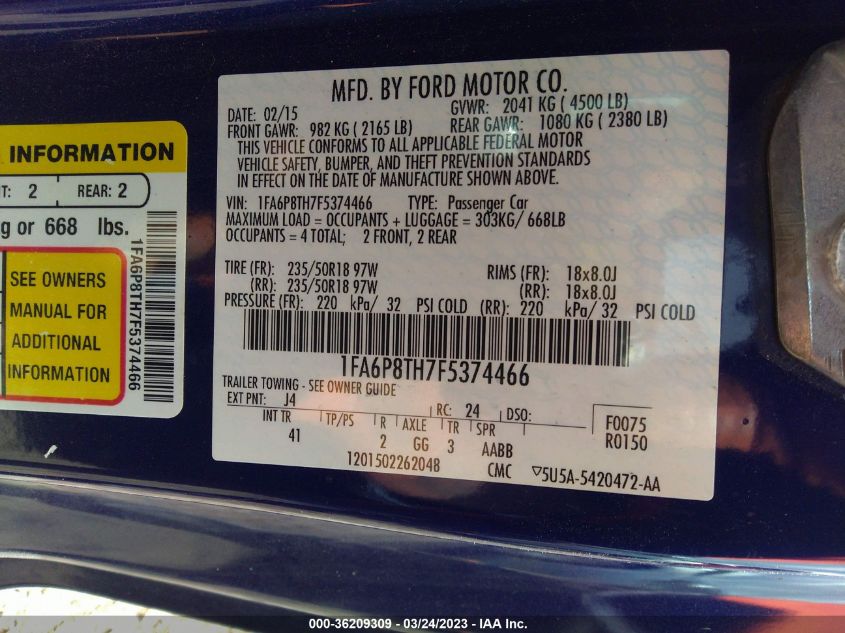 INFORMATION
T: 2 REAR: 2
g or 668 lbs.
SEE OWNERS
MANUAL FOR
ADDITIONAL
INFORMATION
1FA6P8TH7F5374466
MFD. BY FORD MOTOR CO.
DATE: 02/15 GVWR: 2041 KG ( 4500 LB)
FRONT GAWR: 982 KG ( 2165 LB) REAR GAWR: 1080 KG ( 2380 LB)
THIS VEHICLE CONFORMS TO ALL APPLICABLE FEDERAL MOTOR
VEHICLE SAFETY, BUMPER, AND THEFT PREVENTION STANDARDS
IN EFFECT ON THE DATE OF MANUFACTURE SHOWN ABOVE.
VIN: 1FA6P8TH7F5374466 TYPE: Passenger Car
MAXIMUM LOAD = OCCUPANTS + LUGGAGE = 303KG/ 668LB
OCCUPANTS = 4 TOTAL; 2 FRONT, 2 REAR
TIRE (FR): 235/50R18 97W RIMS (FR): 18x8.0J
(RR): 235/50R18 97W (RR): 18x8.0J
PRESSURE (FR): 220 kPa/ 32 PSI COLD (RR): 220 kPa/ 32 PSI COLD
1FA6P8TH7F5374466
TRAILER TOWING - SEE OWNER GUIDE
EXT PNT: J4 RC: 24 DSO: F0075
INT TR TP/PS R AXLE TR SPR R0150
41 2 GG 3 AABB
120150226204B CMC 5U5A-5420472-AA
000-36209309 - 03/24/2023 - IAA Inc.